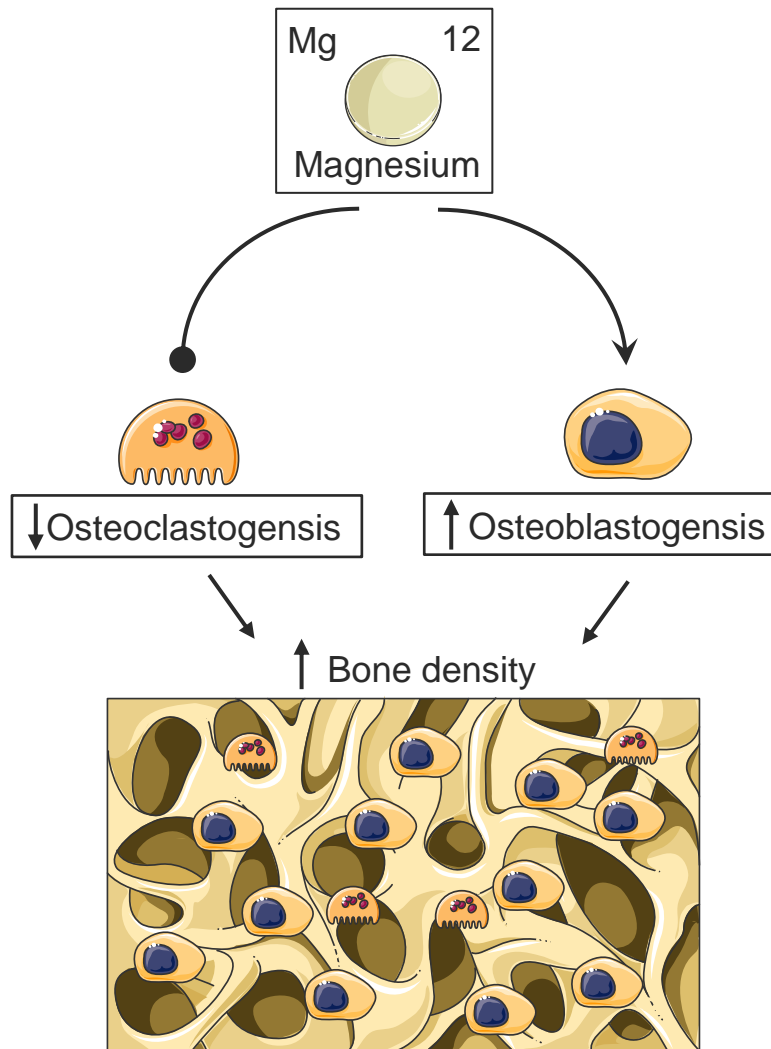 Mg 12
Magnesium
↓Osteoclastogensis
↑ Osteoblastogensis
↑ Bone density